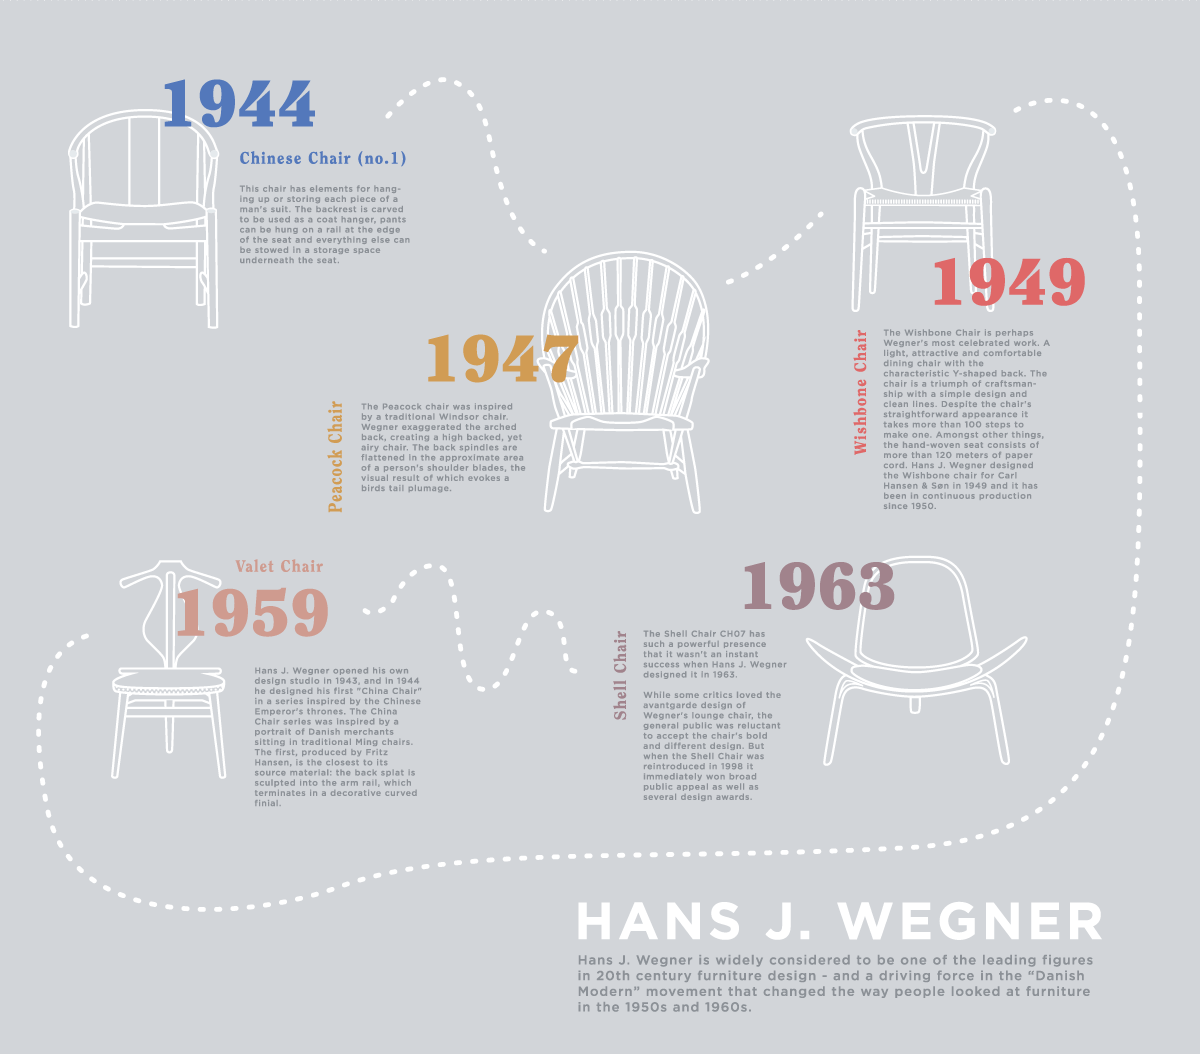 1944
Chinese Chair (no.1)
This chair has elements for hang-
ing up or storing each piece of a
man's suit. The backrest is carved
to be used as a coat hanger, pants
can be hung on a rail at the edge
of the seat and everything else can
be stowed in a storage space
underneath the seat.
1947
Peacock Chair
The Peacock chair was inspired
by a traditional Windsor chair.
Wegner exaggerated the arched
back, creating a high backed, yet
airy chair. The back spindles are
flattened in the approximate area
of a person's shoulder blades, the
visual result of which evokes a
birds tail plumage.
1949
Wishbone Chair
The Wishbone Chair is perhaps
Wegner's most celebrated work. A
light, attractive and comfortable
dining chair with the
characteristic Y-shaped back. The
chair is a triumph of craftsman-
ship with a simple design and
clean lines. Despite the chair's
straightforward appearance it
takes more than 100 steps to
make one. Amongst other things,
the hand-woven seat consists of
more than 120 meters of paper
cord. Hans J. Wegner designed
the Wishbone chair for Carl
Hansen & Søn in 1949 and it has
been in continuous production
since 1950.
Valet Chair
1959
Hans J. Wegner opened his own
design studio in 1943, and in 1944
he designed his first "China Chair"
in a series inspired by the Chinese
Emperor's thrones. The China
Chair series was inspired by a
portrait of Danish merchants
sitting in traditional Ming chairs.
The first, produced by Fritz
Hansen, is the closest to its
source material: the back splat is
sculpted into the arm rail, which
terminates in a decorative curved
finial.
1963
Shell Chair
The Shell Chair CH07 has
such a powerful presence
that it wasn't an instant
success when Hans J. Wegner
designed it in 1963.
While some critics loved the
avantgarde design of
Wegner's lounge chair, the
general public was reluctant
to accept the chair's bold
and different design. But
when the Shell Chair was
reintroduced in 1998 it
immediately won broad
public appeal as well as
several design awards.
HANS J. WEGNER
Hans J. Wegner is widely considered to be one of the leading figures
in 20th century furniture design - and a driving force in the “Danish
Modern” movement that changed the way people looked at furniture
in the 1950s and 1960s.